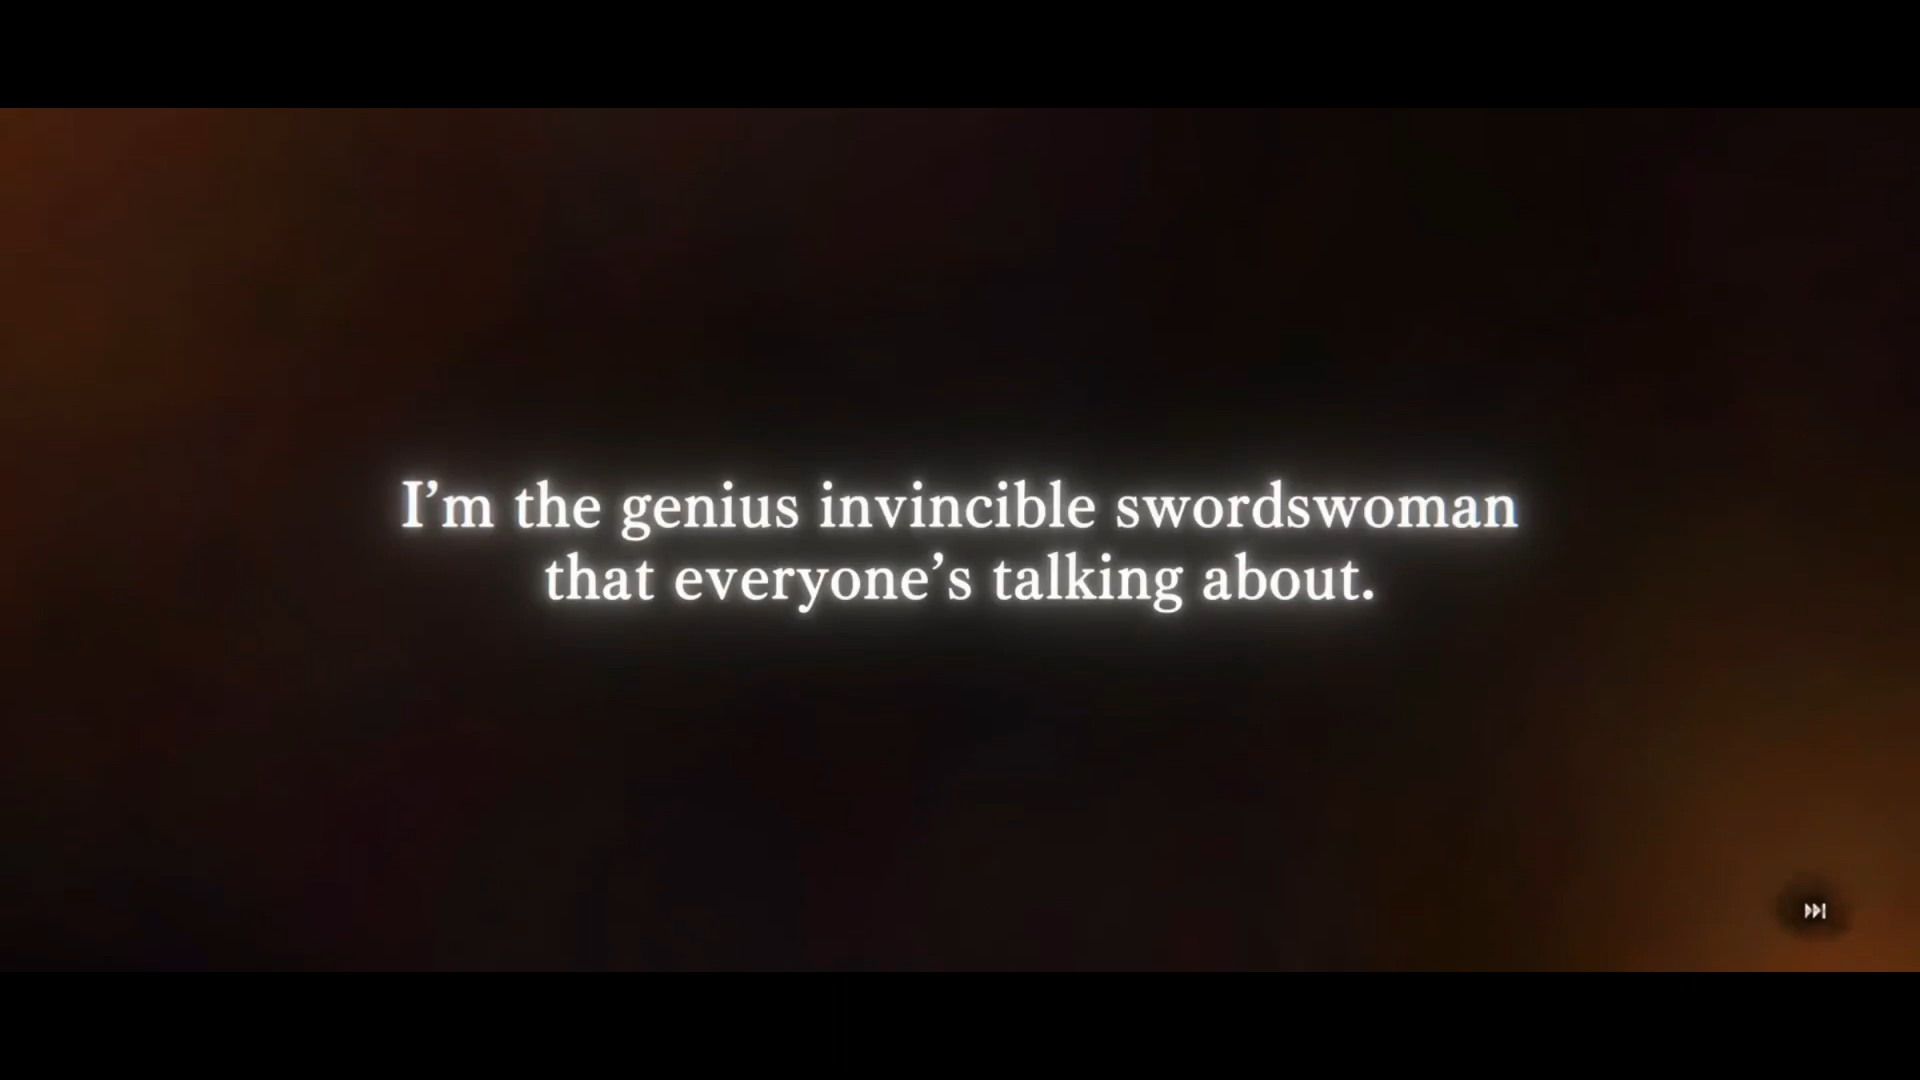 I’m the genius invincible swordswoman
that everyone’s talking about.